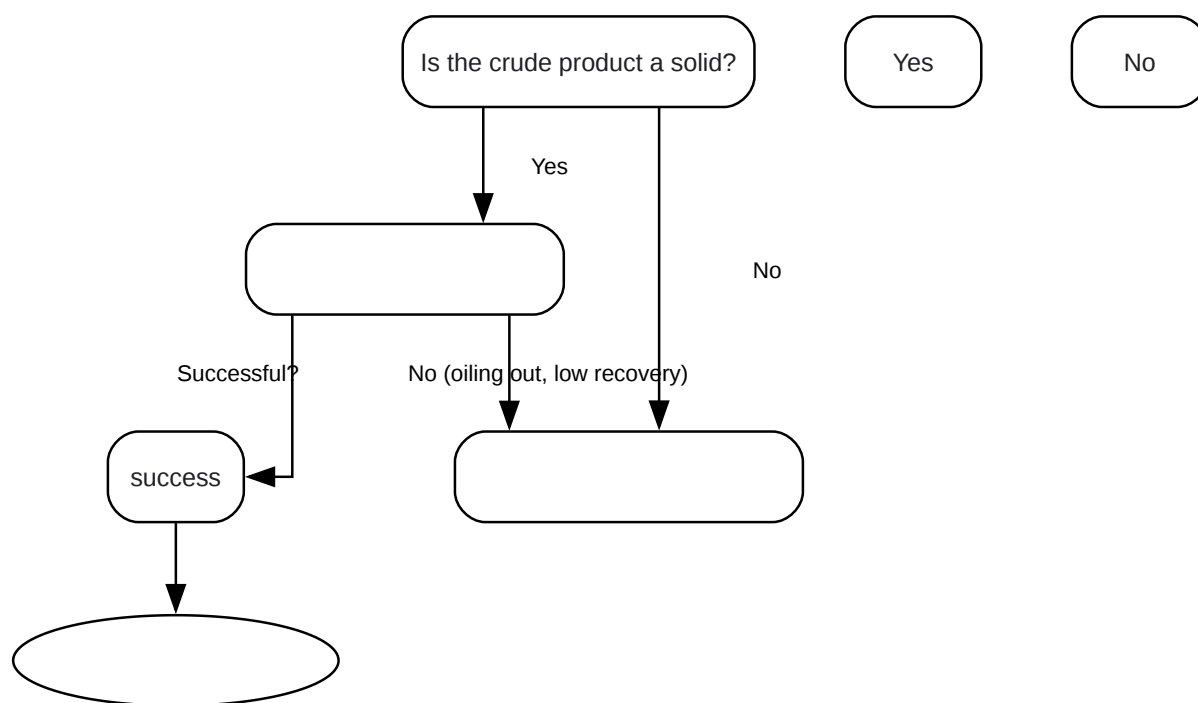 Is the crude product a solid?
Yes
No
Yes
No
Successful?
No (oiling out, low recovery)
success